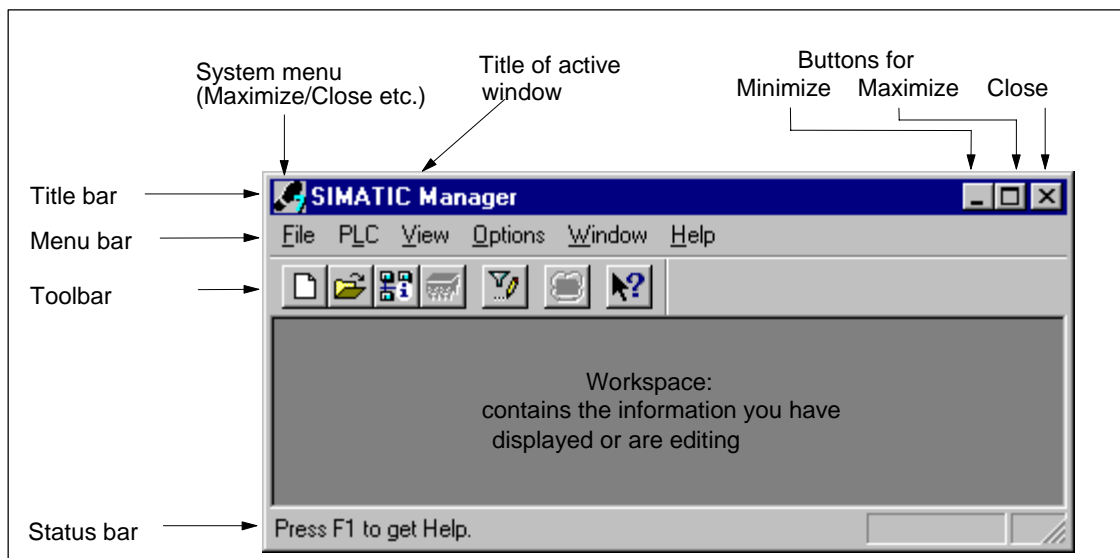 System menu
(Maximize/Close etc.)
Title of active
window
Buttons for
Minimize Maximize Close
Title bar
SIMATIC Manager
Menu bar
File PLC View Options Window Help
Toolbar
Workspace:
contains the information you have
displayed or are editing
Status bar
Press F1 to get Help.